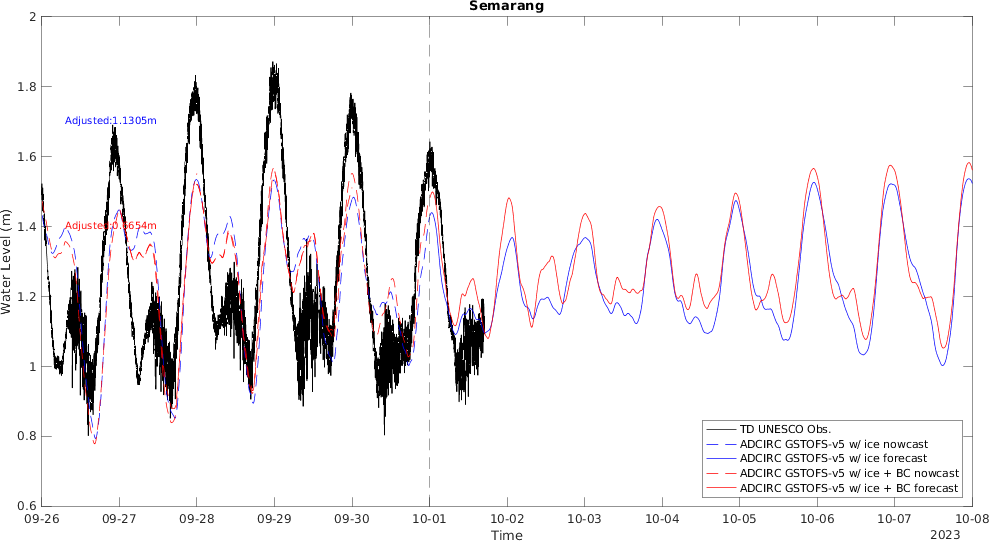 Semarang
2
1.8
1.6
1.4
1.2
1
0.8
0.6
Water Level (m)
Adjusted:1.1305m
Adjusted:0.5654m
TD UNESCO Obs.
ADCIRC GSTOFS-v5 w/ ice nowcast
ADCIRC GSTOFS-v5 w/ ice forecast
ADCIRC GSTOFS-v5 w/ ice + BC nowcast
ADCIRC GSTOFS-v5 w/ ice + BC forecast
09-26 09-27 09-28 09-29 09-30 10-01 10-02 10-03 10-04 10-05 10-06 10-07 10-08
Time
2023